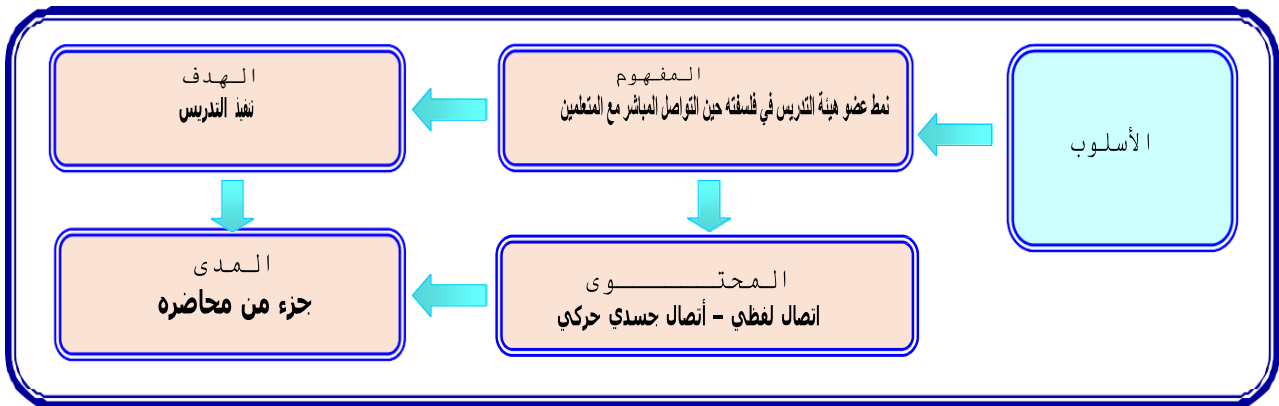 الأسلوب
المفهوم
نمط عضو هيئة التدريس في فلسفته حين التواصل المباشر مع المتعلمين
الهدف
تنفيذ التدريس
المحتــــــــوى
اتصال لفظي – أتصال جسدي حركي
المدى
جزء من محاضره